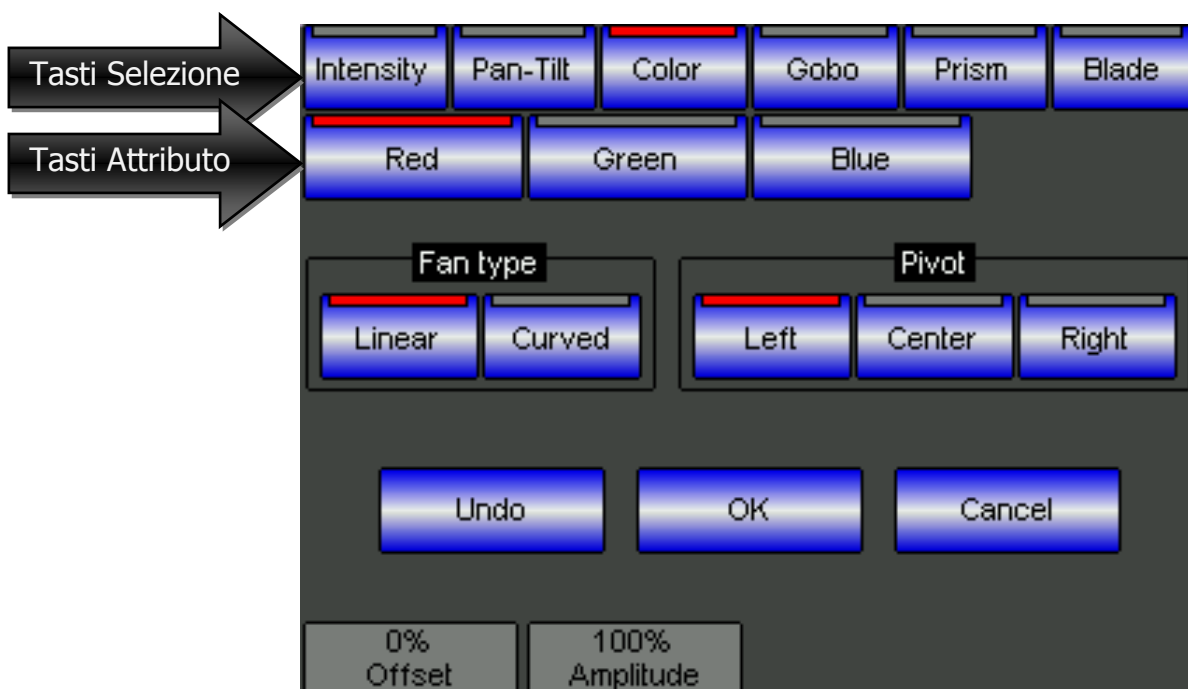 Tasti Selezione
Intensity Pan-Tilt Color Gobo Prism Blade
Tasti Attributo
Red Green Blue
Fan type Pivot
Linear Curved Left Center Right
Undo OK Cancel
0% 100%
Offset Amplitude